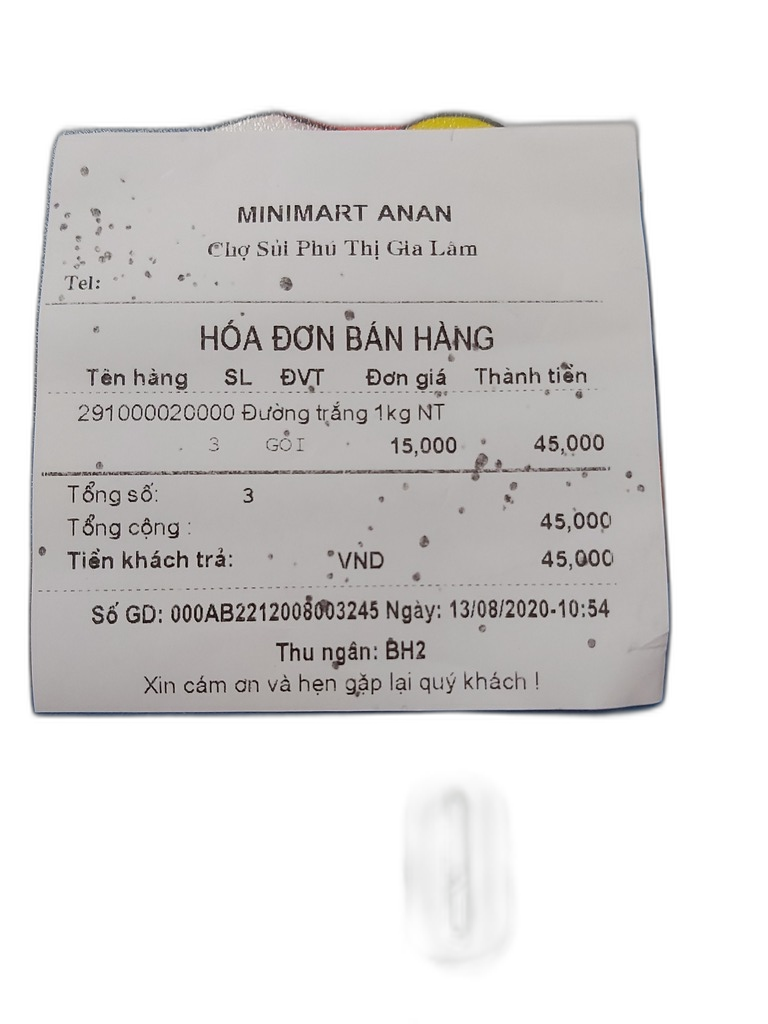 MINIMART ANAN
Chợ Sủi Phú Thị Gia Lâm
Tel:
HÓA ĐƠN BÁN HÀNG
Tên hàng SL ĐVT Đơn giá Thành tiền
291000020000 Đường trắng 1kg NT
3 GÓI 15,000 45,000
Tổng số: 3
Tổng cộng : 45,000
Tiền khách trả: VND 45,000
Số GD: 000AB2212008003245 Ngày: 13/08/2020-10:54
Thu ngân: BH2
Xin cám ơn và hẹn gặp lại quý khách !